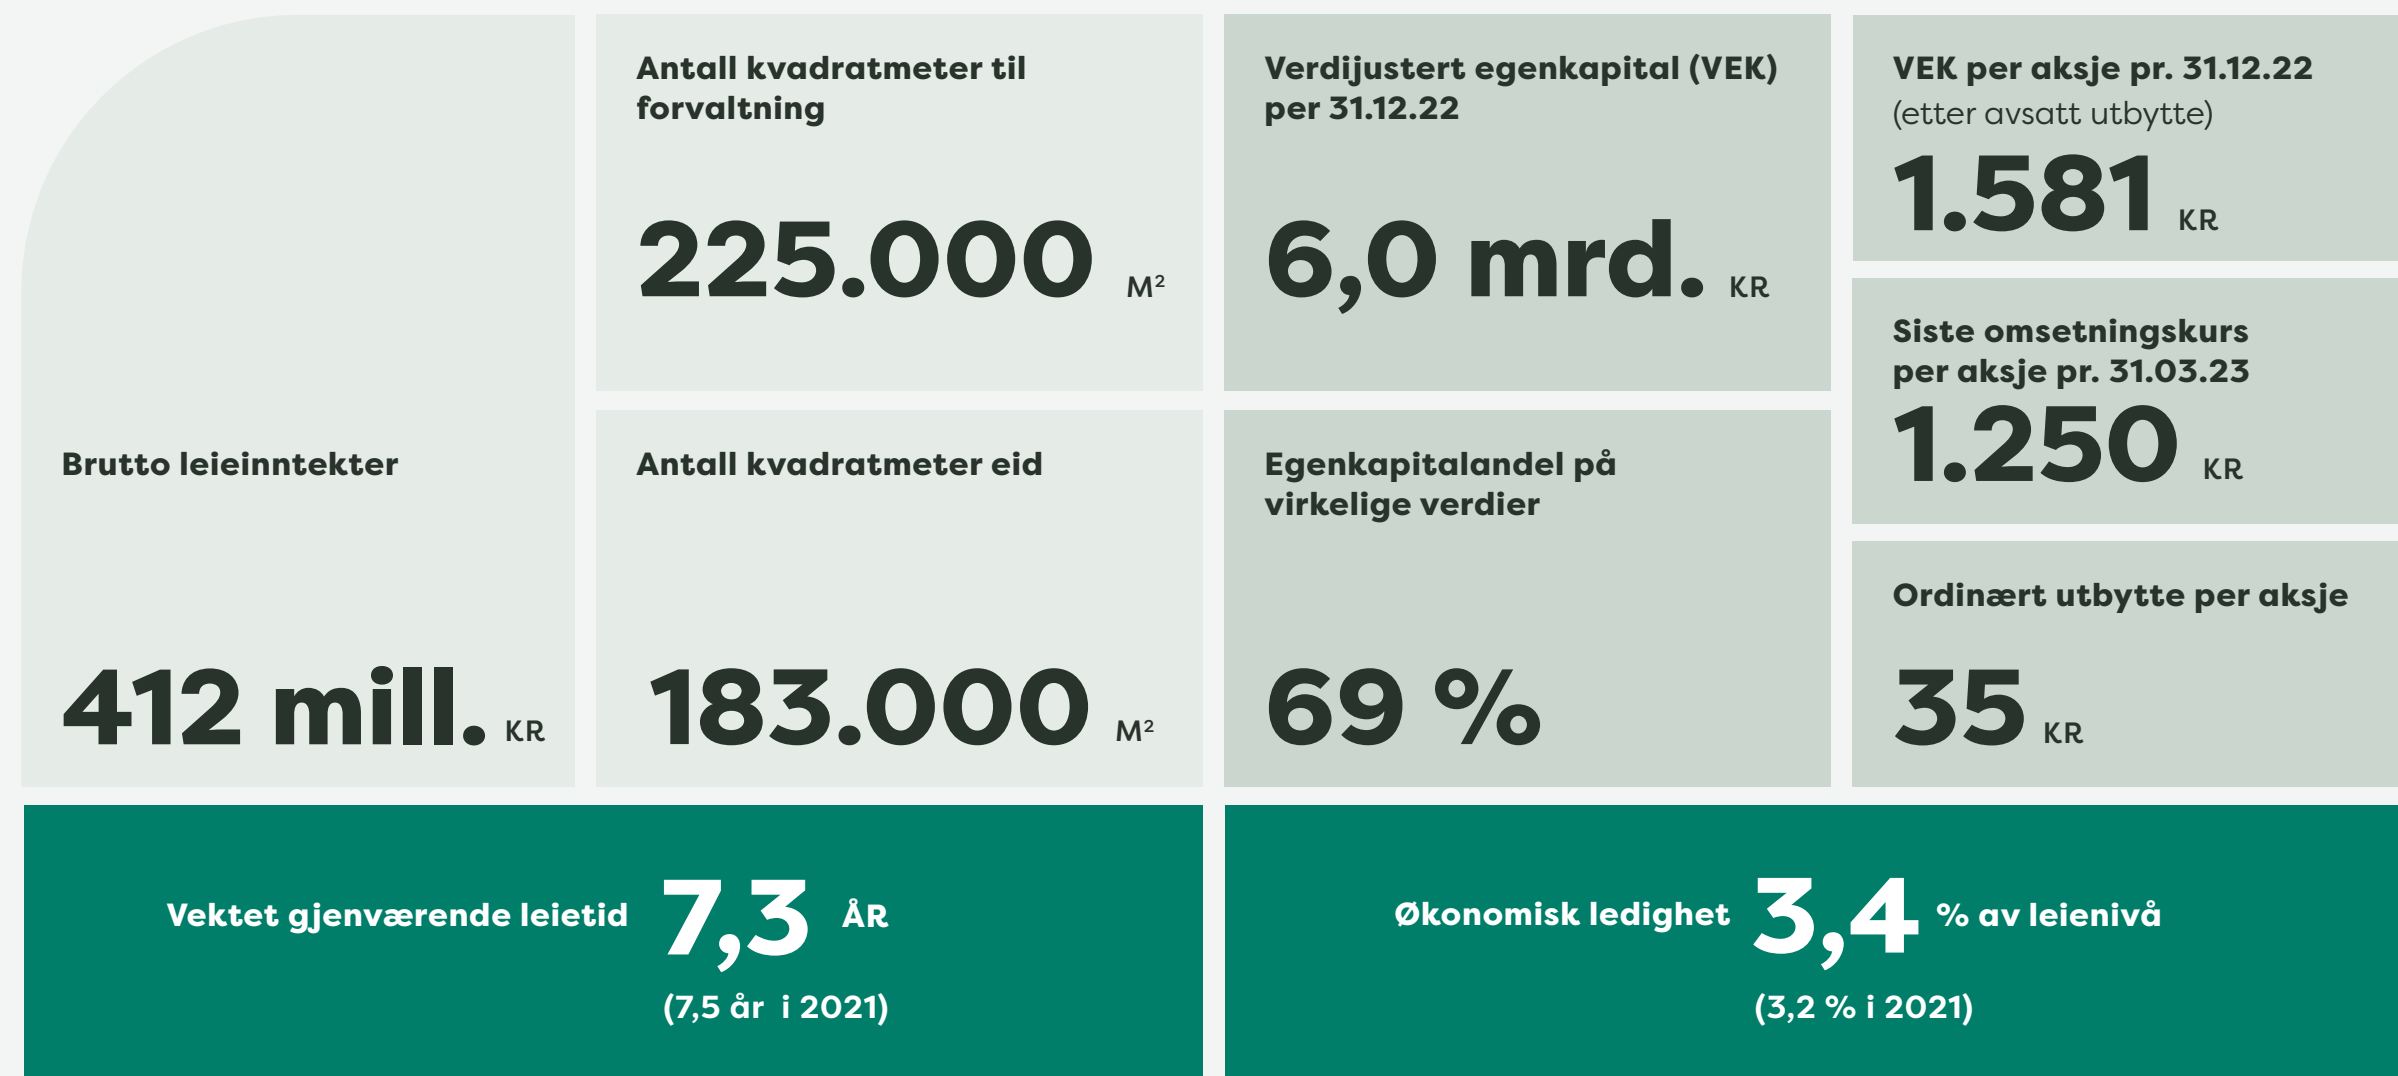 Brutto leieinntekter
412 mill. KR
Antall kvadratmeter til
forvaltning
225.000 M²
Antall kvadratmeter eid
183.000 M²
Verdijustert egenkapital (VEK)
per 31.12.22
6,0 mrd. KR
Egenkapitalandel på
virkelige verdier
69 %
VEK per aksje pr. 31.12.22
(etter avsatt utbytte)
1.581 KR
Siste omsetningskurs
per aksje pr. 31.03.23
1.250 KR
Ordinært utbytte per aksje
35 KR
Vektet gjenværende leietid 7,3 ÅR
(7,5 år i 2021)
Økonomisk ledighet 3,4 % av leienivå
(3,2 % i 2021)